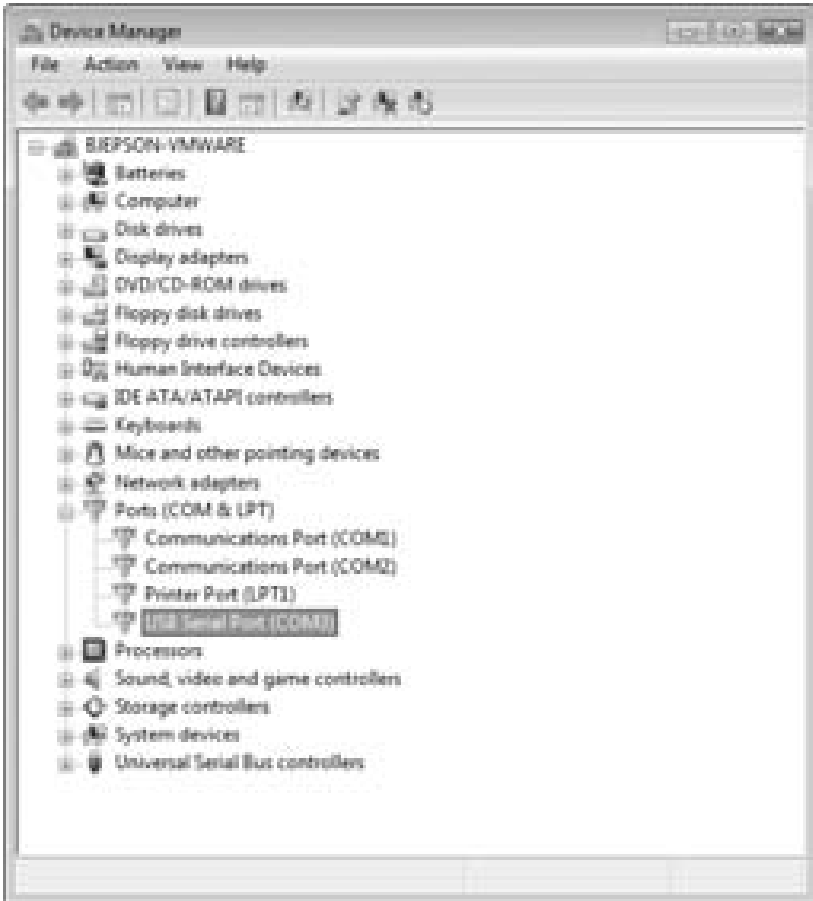 Device Manager
File Action View Help
BJEPSON-VMWARE
Batteries
Computer
Disk drives
Display adapters
DVD/CD-ROM drives
Floppy disk drives
Floppy drive controllers
Human Interface Devices
IDE ATA/ATAPI controllers
Keyboards
Mice and other pointing devices
Network adapters
Ports (COM & LPT)
Communications Port (COM1)
Communications Port (COM2)
Printer Port (LPT1)
USB Serial Port (COM3)
Processors
Sound, video and game controllers
Storage controllers
System devices
Universal Serial Bus controllers